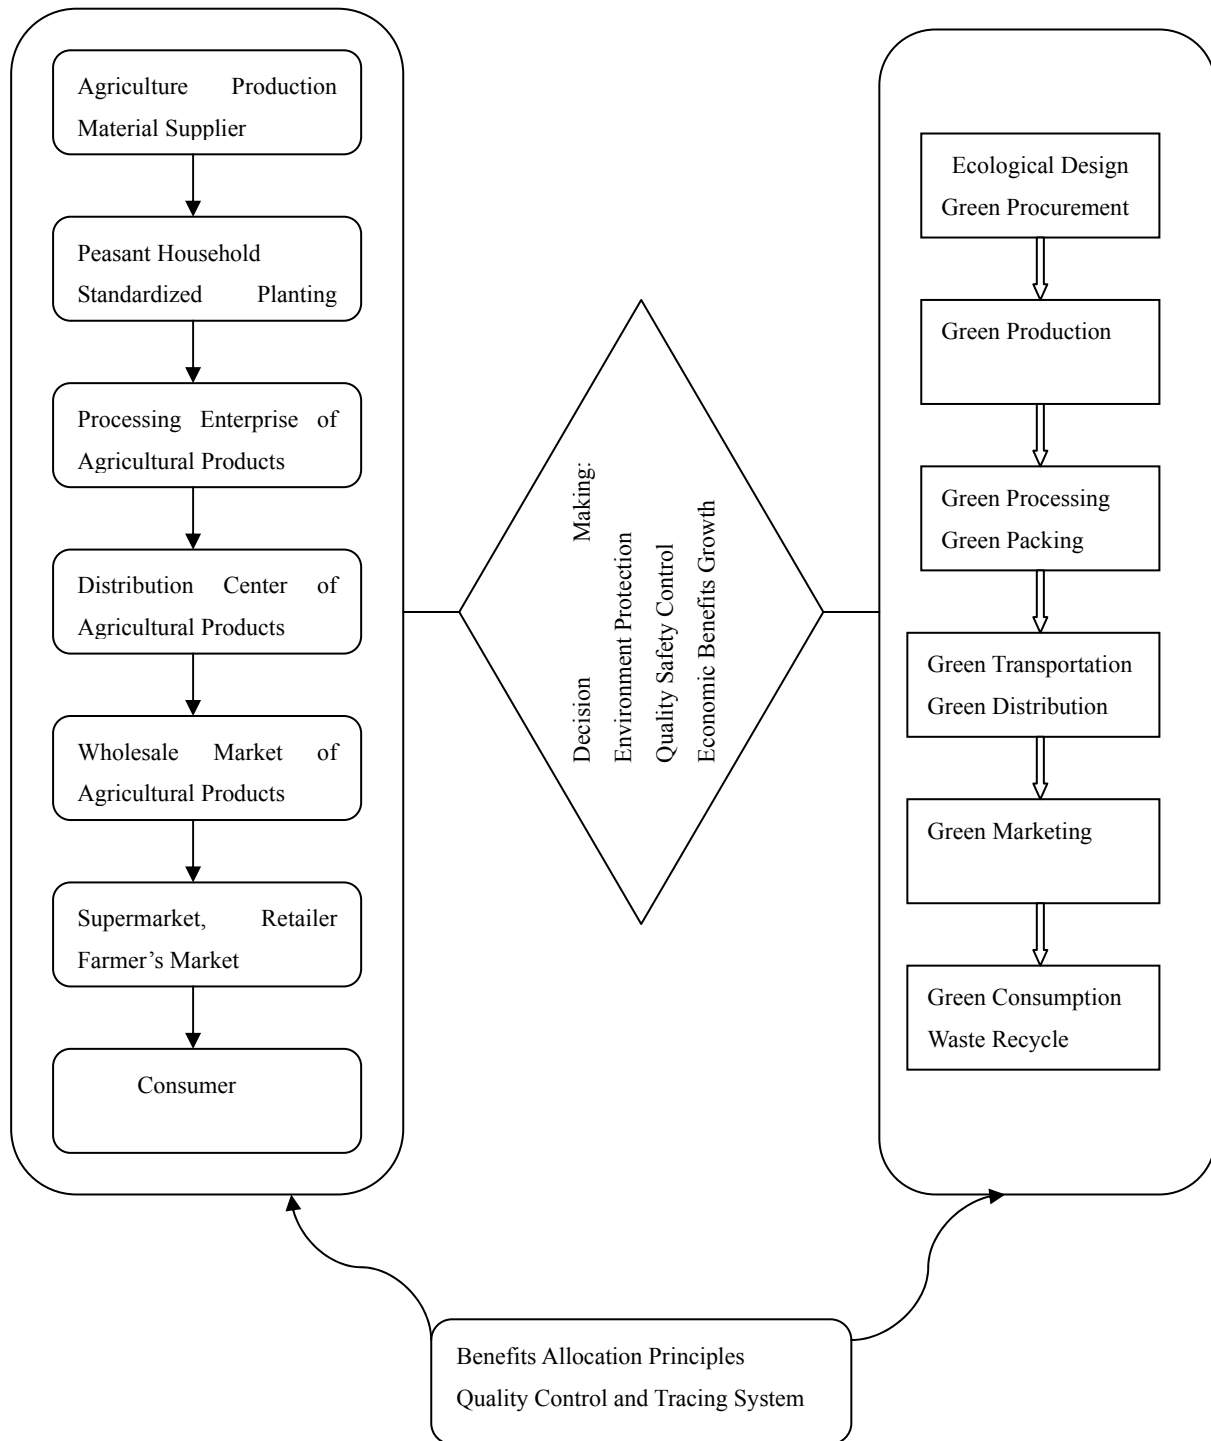 Agriculture Production
Material Supplier
Peasant Household
Standardized Planting
Processing Enterprise of
Agricultural Products
Distribution Center of
Agricultural Products
Wholesale Market of
Agricultural Products
Supermarket, Retailer
Farmer’s Market
Consumer
Decision Making:
Environment Protection
Quality Safety Control
Economic Benefits Growth
Ecological Design
Green Procurement
Green Production
Green Processing
Green Packing
Green Transportation
Green Distribution
Green Marketing
Green Consumption
Waste Recycle
Benefits Allocation Principles
Quality Control and Tracing System